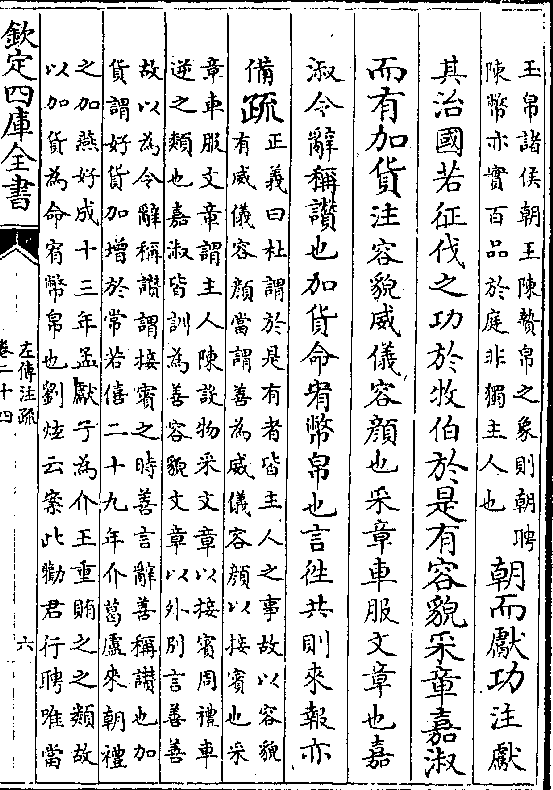 玉帛諸侯朝王陳贄帛之象則朝聘
陳幣亦實百品於庭非獨主人也
朝而獻功注獻
其治國若征伐之功於牧伯於是有容貌采章嘉淑
而有加貨注容貌威儀容顔也采章車服文章也嘉
淑令辭稱讚也加貨命宥幣帛也言徃共則來報亦
備疏
正義曰杜謂於是有者皆主人之事故以容貌
有威儀容顔當謂善為威儀容顔以接賓也采
章車服文章謂主人陳設物采文章以接賓周禮車
逆之類也嘉淑皆訓為善容貌文章以外別言善善
故以為令辭稱讚謂接賓之時善言辭善稱讚也加
貨謂好貨加增於常若僖二十九年介葛盧來朝禮
之加燕好成十三年孟獻子為介王重賄之之類故
以加貨為命宥幣帛也劉炫云案此勸君行聘唯當
欽定四庫全書
左傳注疏
卷二十四
六